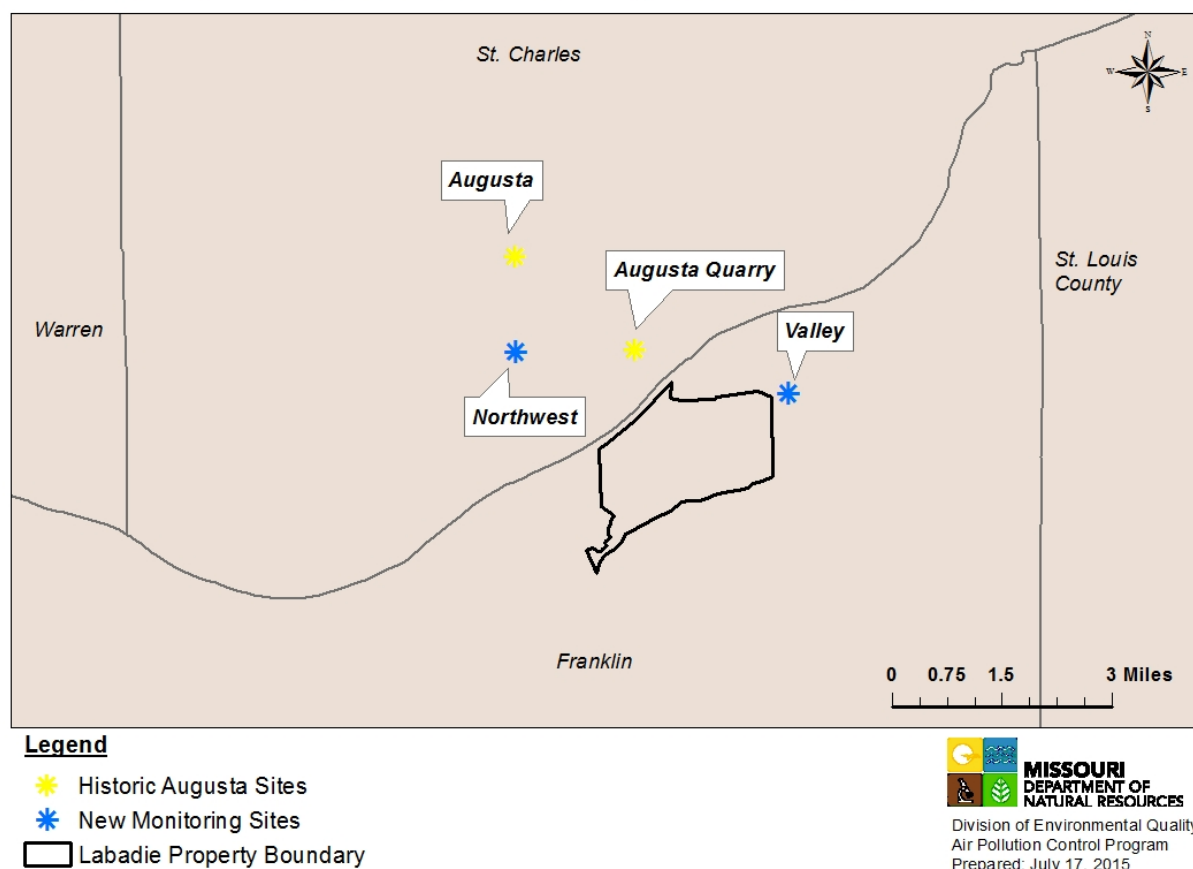 St. Charles
N
W E
S
Augusta
Augusta Quarry
St. Louis
County
Warren
Valley
Northwest
Franklin
0 0.75 1.5 3 Miles
Legend
Historic Augusta Sites
New Monitoring Sites
Labadie Property Boundary
MISSOURI
DEPARTMENT OF
NATURAL RESOURCES
Division of Environmental Quality
Air Pollution Control Program
Prepared: July 17, 2015